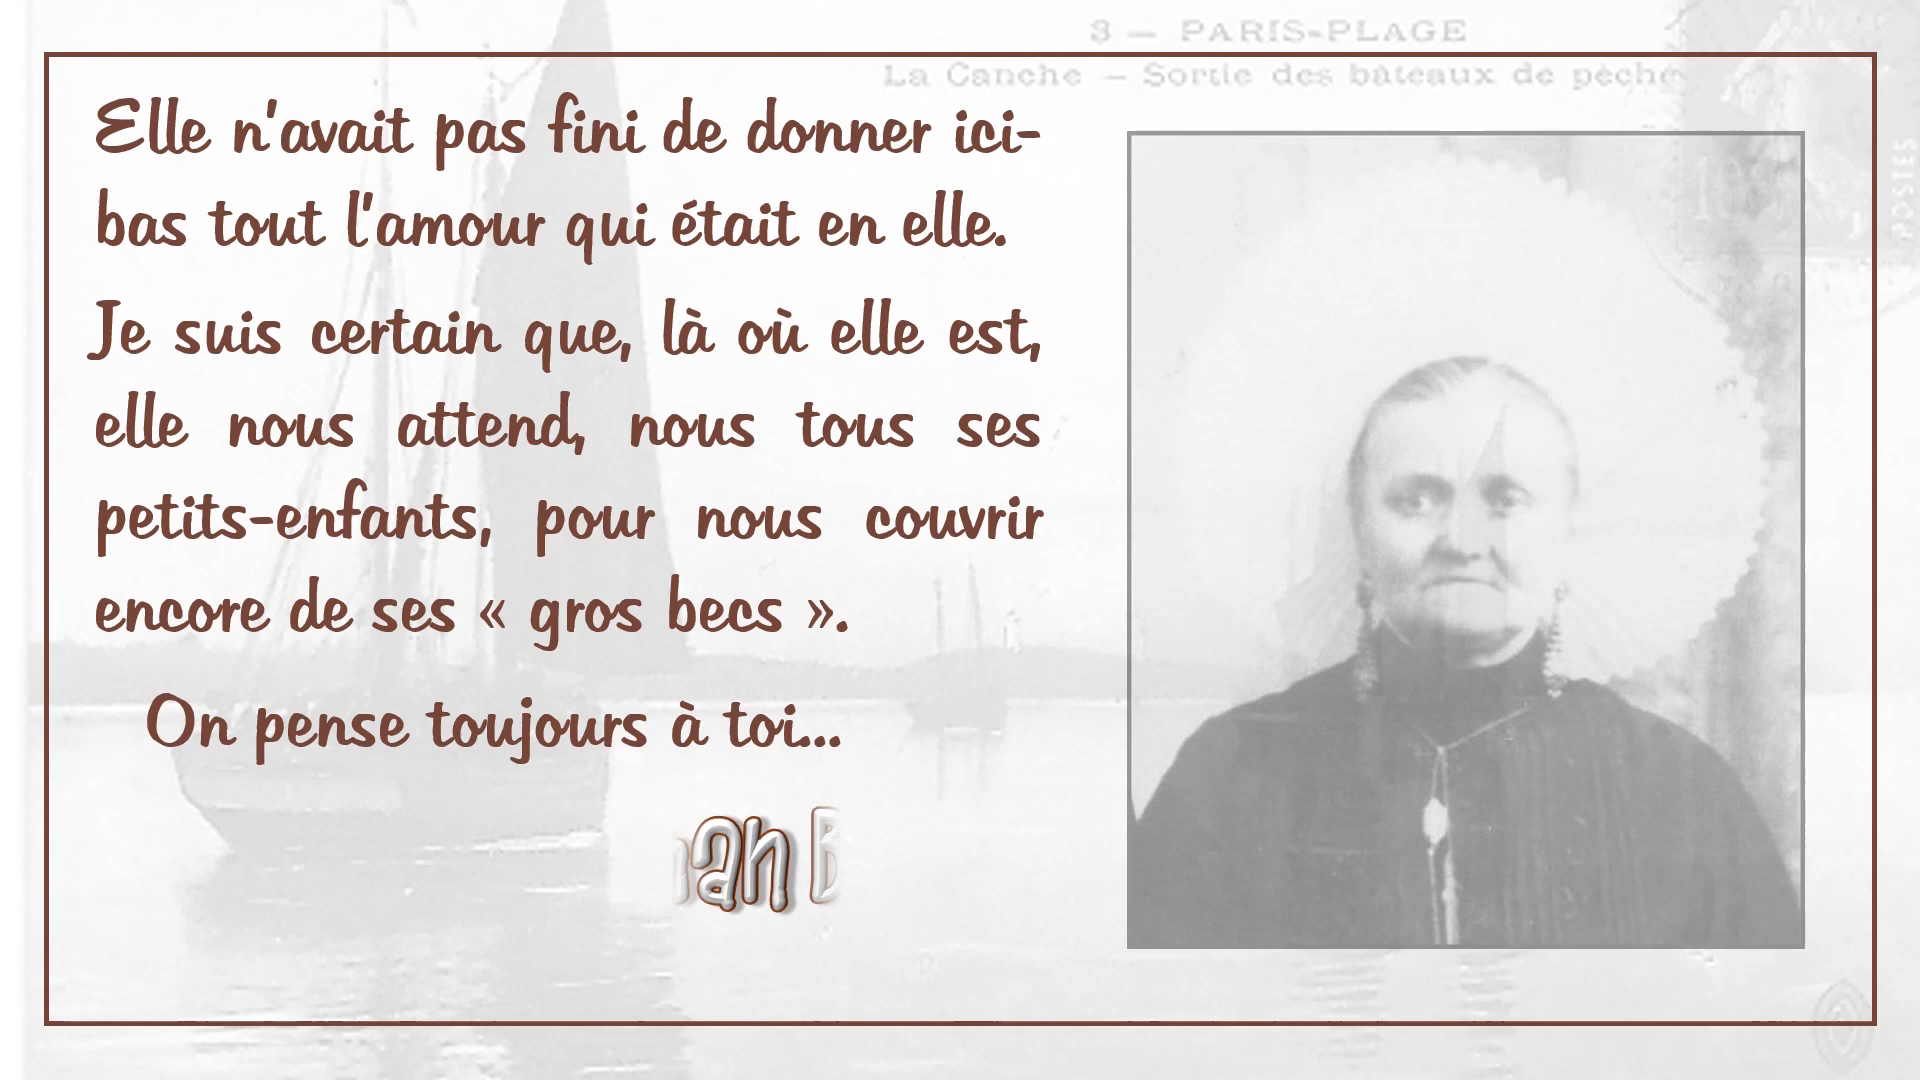 3 — PARIS-PLAGE
La Canche — Sortie des bâteaux de pêche
POSTES
Elle n'avait pas fini de donner ici-
bas tout l'amour qui était en elle.
Je suis certain que, là où elle est,
elle nous attend, nous tous ses
petits-enfants, pour nous couvrir
encore de ses « gros becs ».
On pense toujours à toi...